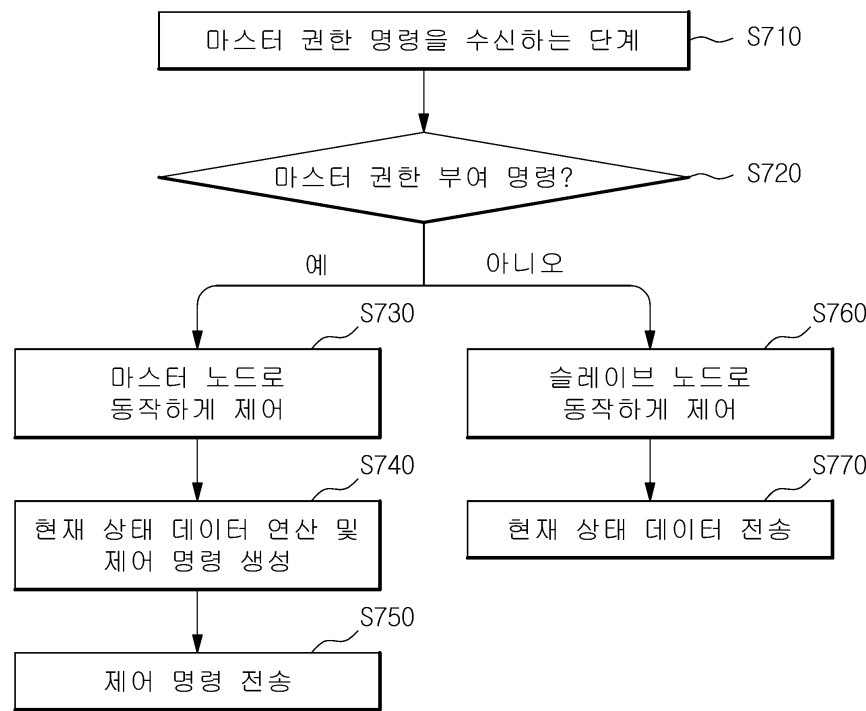 마스터 권한 명령을 수신하는 단계
S710
마스터 권한 부여 명령?
S720
예
아니오
S730
마스터 노드로
동작하게 제어
S760
슬레이브 노드로
동작하게 제어
S740
현재 상태 데이터 연산 및
제어 명령 생성
S770
현재 상태 데이터 전송
S750
제어 명령 전송